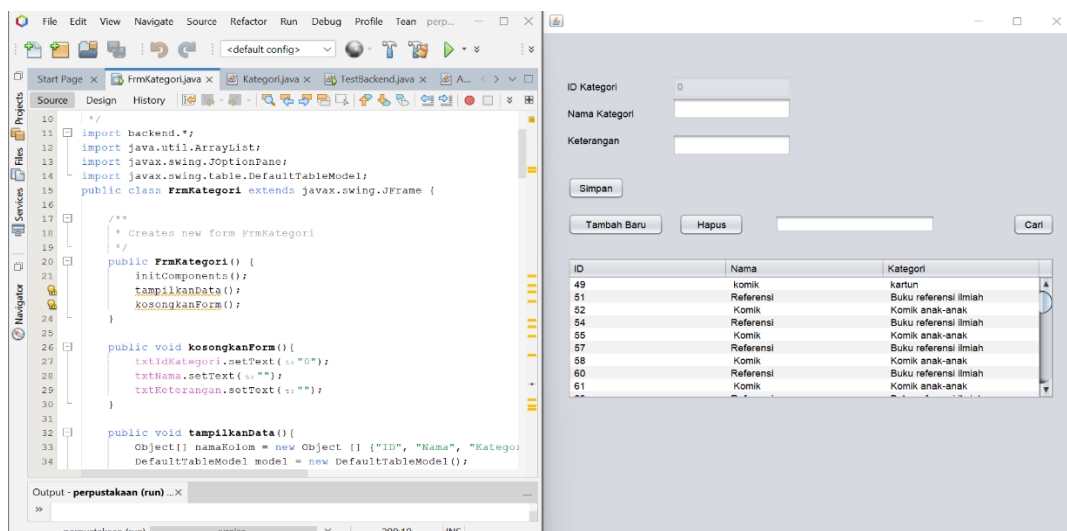 File Edit View Navigate Source Refactor Run Debug Profile Team perp...
<default config>
Start Page FrmKategori.java Kategori.java TestBackend.java A...
Source Design History
Projects
Files
Services
Navigator
10 */
11 import backend.*;
12 import java.util.ArrayList;
13 import javax.swing.JOptionPane;
14 import javax.swing.table.DefaultTableModel;
15 public class FrmKategori extends javax.swing.JFrame {
16
17 /**
18 * Creates new form FrmKategori
19 */
20 public FrmKategori() {
21 initComponents();
tampilkanData();
kosongkanForm();
24 }
25
26 public void kosongkanForm(){
27 txtIdKategori.setText("0");
28 txtNama.setText("");
29 txtKeterangan.setText("");
30 }
31
32 public void tampilkanData(){
33 Object[] namaKolom = new Object [] {"ID", "Nama", "Kategor
34 DefaultTableModel model = new DefaultTableModel();
Output - perpustakaan (run) ...
ID Kategori 0
Nama Kategori
Keterangan
Simpan
Tambah Baru Hapus Cari
ID Nama Kategori
49 komik kartun
51 Referensi Buku referensi ilmiah
52 Komik Komik anak-anak
54 Referensi Buku referensi ilmiah
55 Komik Komik anak-anak
57 Referensi Buku referensi ilmiah
58 Komik Komik anak-anak
60 Referensi Buku referensi ilmiah
61 Komik Komik anak-anak